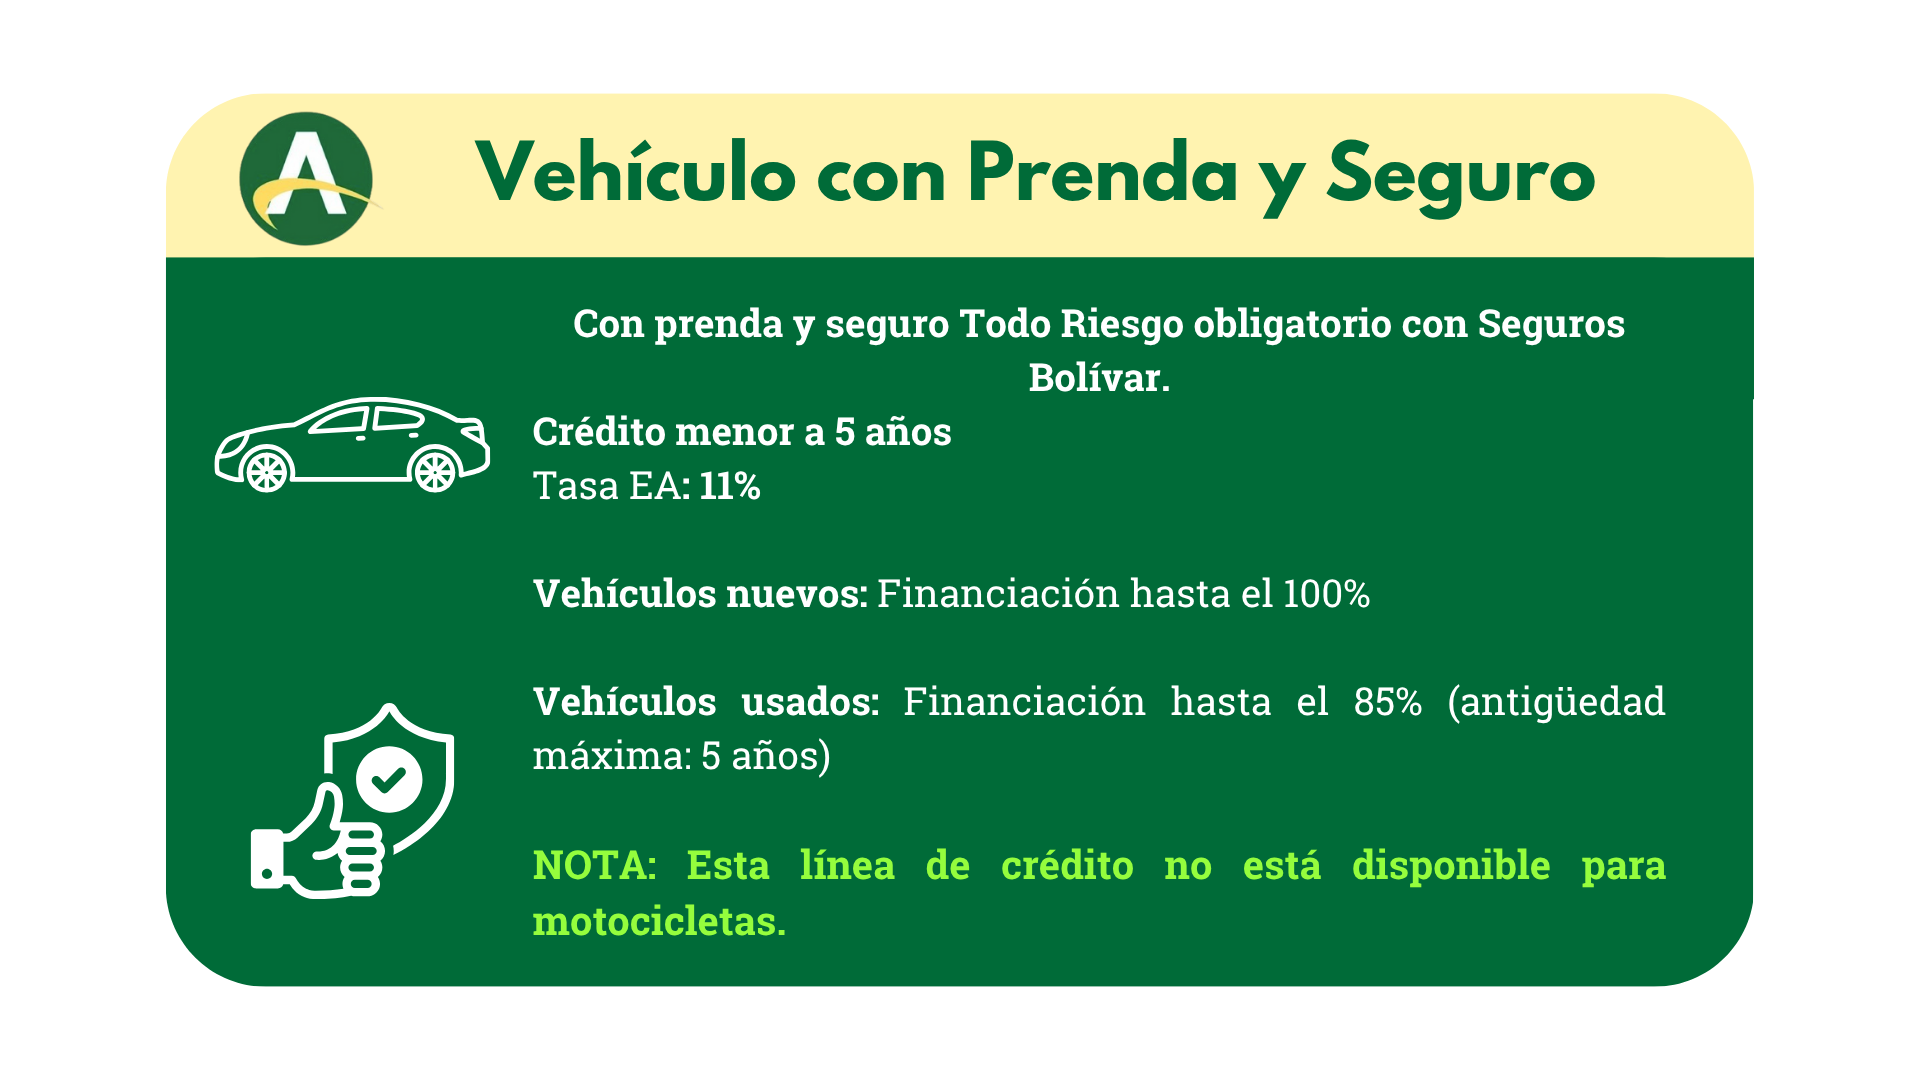 A
Vehículo con Prenda y Seguro
Con prenda y seguro Todo Riesgo obligatorio con Seguros
Bolívar.
Crédito menor a 5 años
Tasa EA: 11%
Vehículos nuevos: Financiación hasta el 100%
Vehículos usados: Financiación hasta el 85% (antigüedad
máxima: 5 años)
NOTA: Esta línea de crédito no está disponible para
motocicletas.